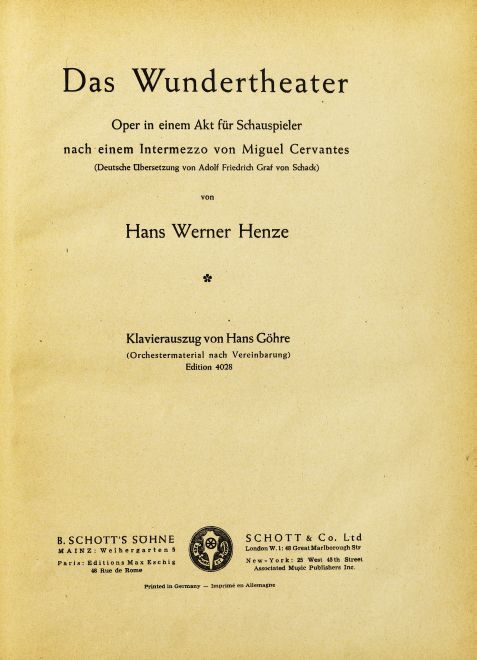 Das Wundertheater
Oper in einem Akt für Schauspieler
nach einem Intermezzo von Miguel Cervantes
(Deutsche Übersetzung von Adolf Friedrich Graf von Schack)
von
Hans Werner Henze
Klavierauszug von Hans Göhre
(Orchestermaterial nach Vereinbarung)
Edition 4028
B. SCHOTT'S SÖHNE
MAINZ: Weihergarten 5
Paris: Editions Max Eschig
48 Rue de Rome
SCHOTT & Co. Ltd
London W. 1: 48 Great Marlborough Str
New-York: 25 West 45th Street
Associated Music Publishers Inc.
Printed in Germany — Imprimé en Allemagne